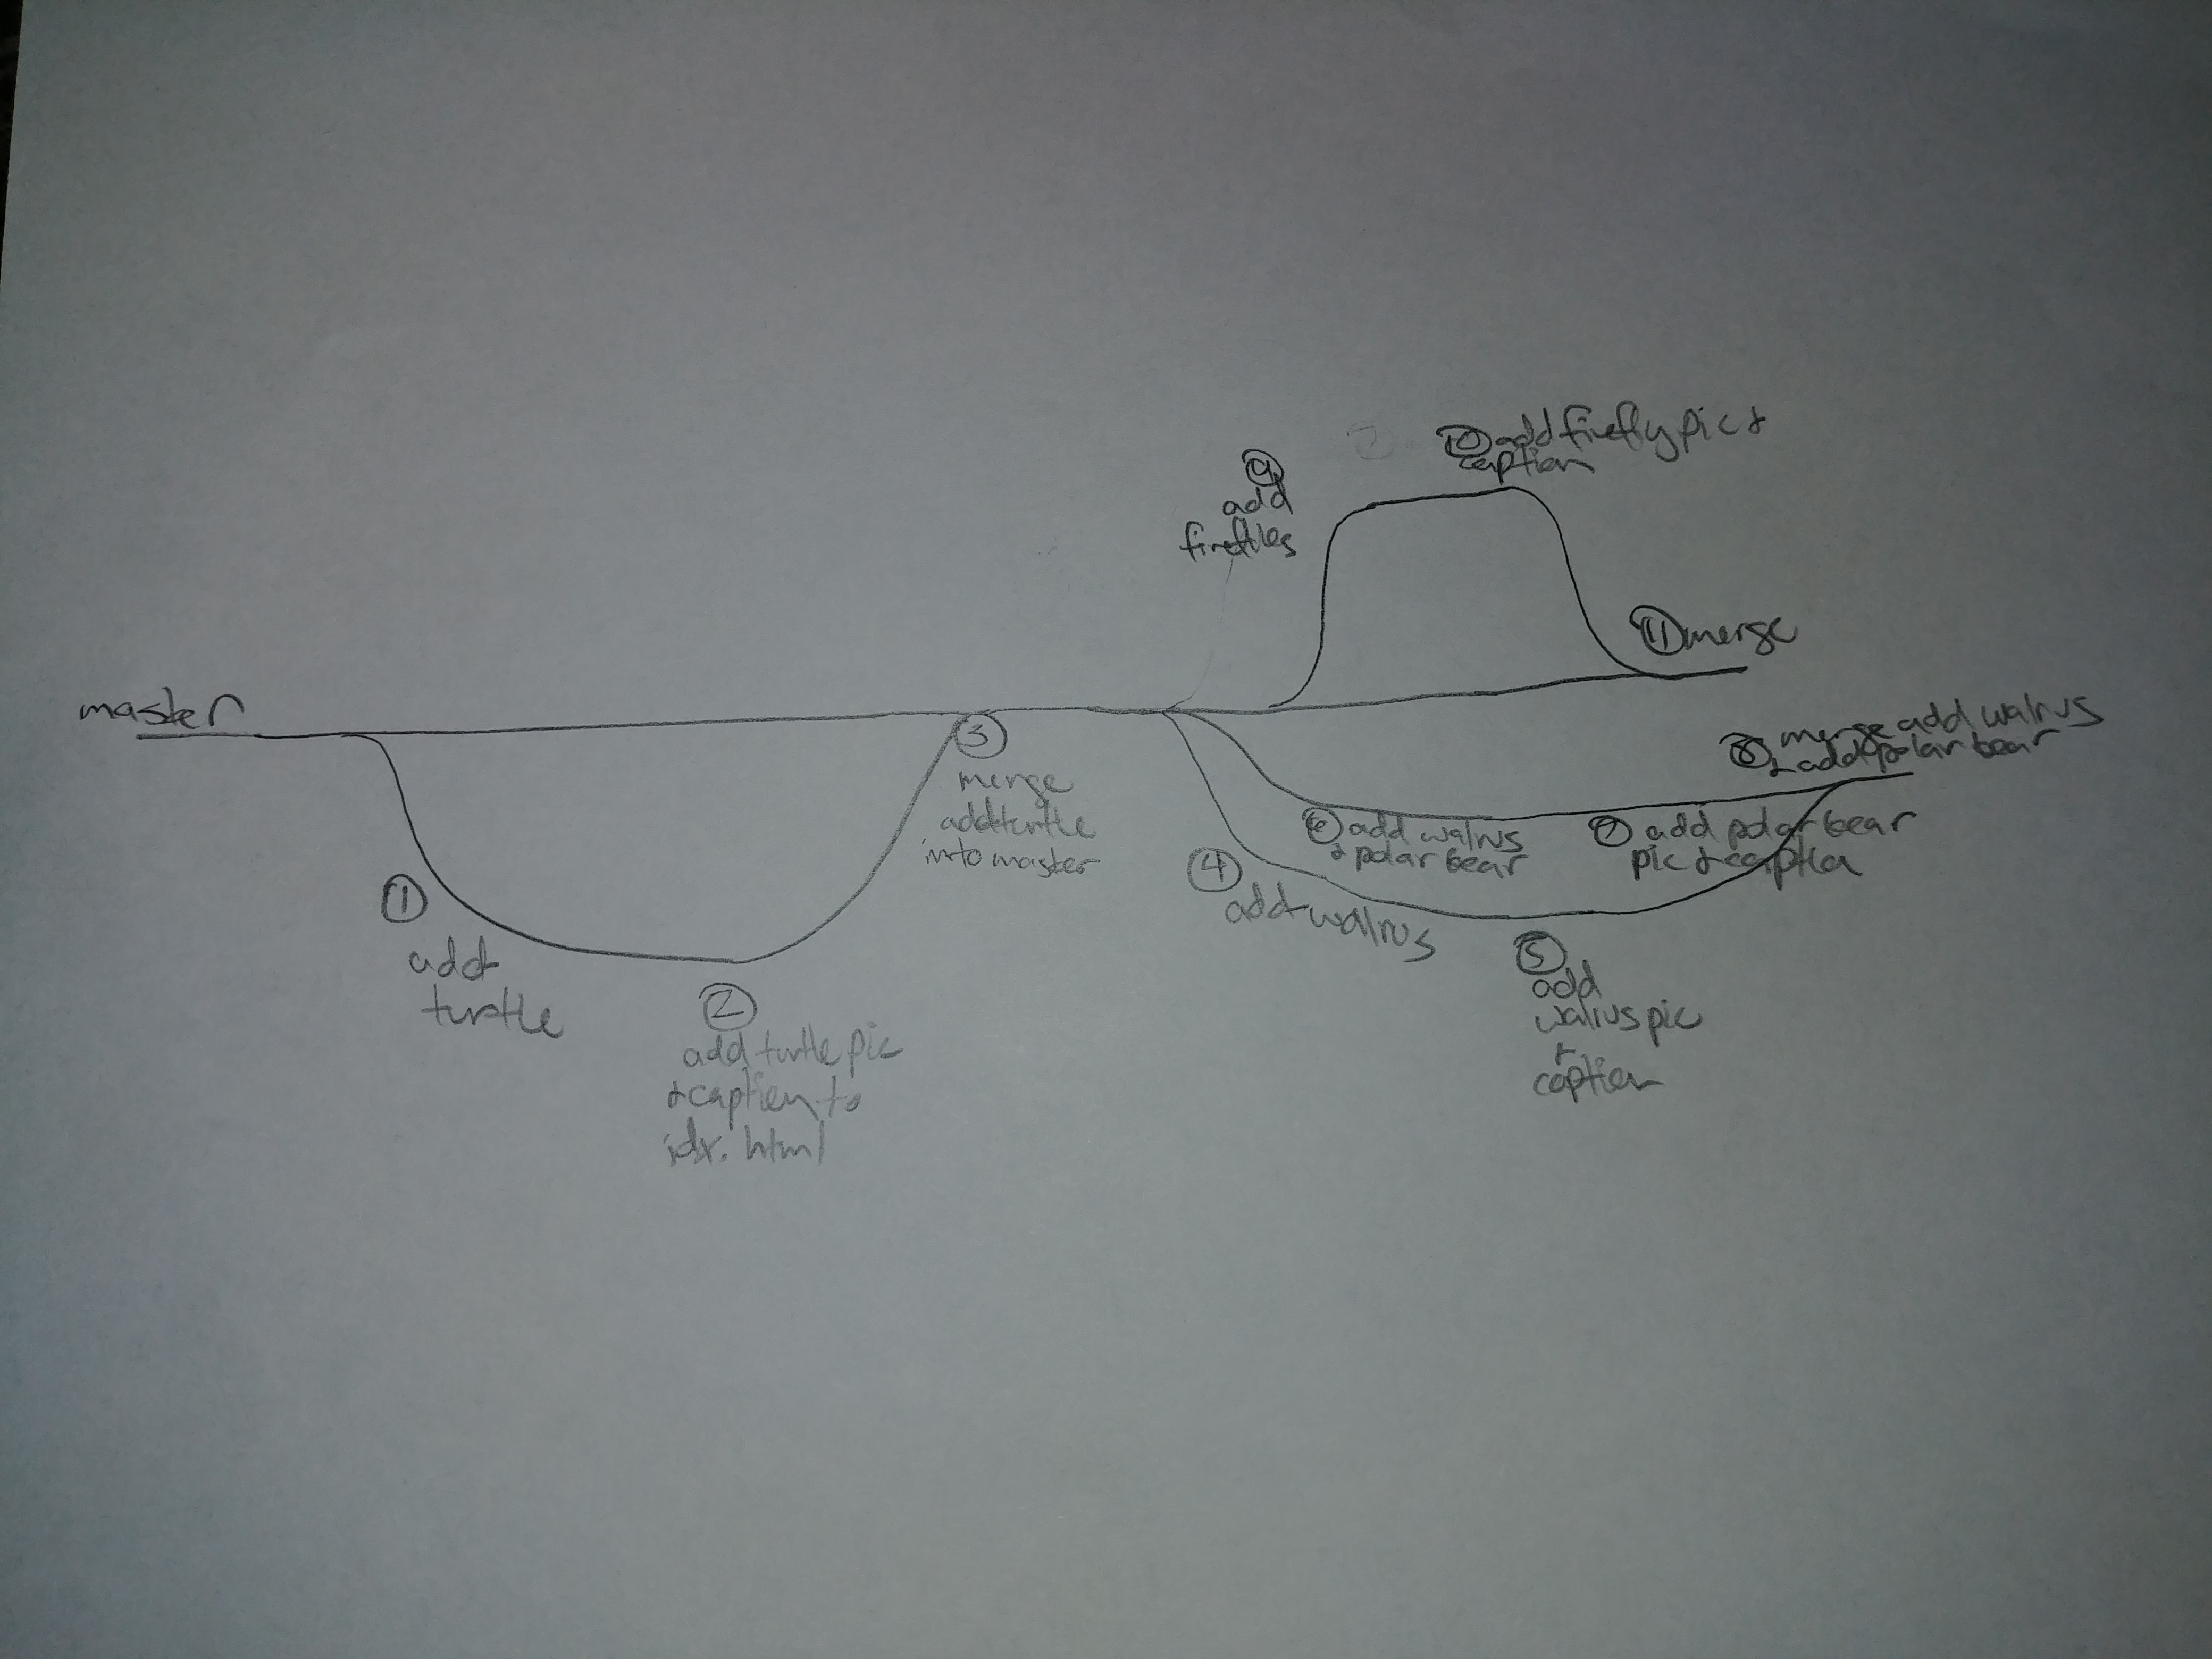 master
① add
turtle
② add turtle pic
& caption to
idx.html
③ merge
add turtle
into master
④ add walrus
⑤ add
walrus pic
&
caption
⑥ add walrus
& polar bear
⑦ add polar bear
pic & caption
⑧ merge add walrus
& add polar bear
⑨ add
fireflies
⑩ add firefly pic &
caption
⑪ merge